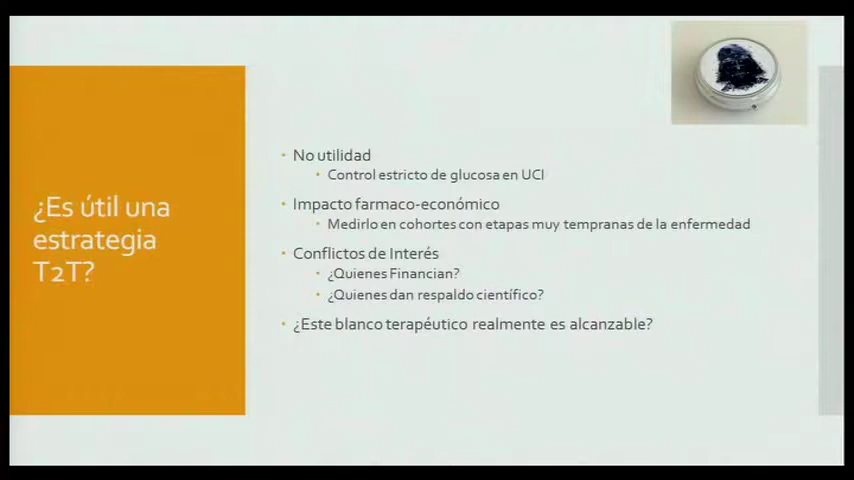 ¿Es útil una
estrategia
T2T?
No utilidad
Control estricto de glucosa en UCI
Impacto farmaco-económico
Medirlo en cohortes con etapas muy tempranas de la enfermedad
Conflictos de Interés
¿Quienes Financian?
¿Quienes dan respaldo científico?
¿Este blanco terapéutico realmente es alcanzable?